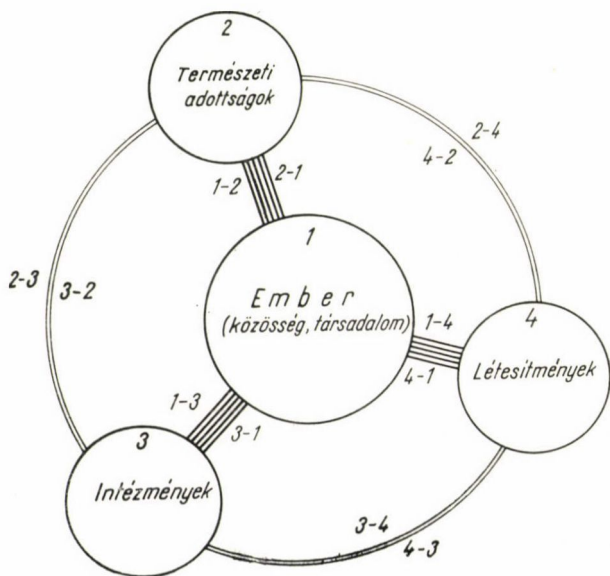 2
Természeti
adottságok
2-4
4-2
1-2
2-1
1
Ember
(közösség, társadalom)
2-3
3-2
1-4
4-1
4
Létesítmények
1-3
3-1
3
Intézmények
3-4
4-3